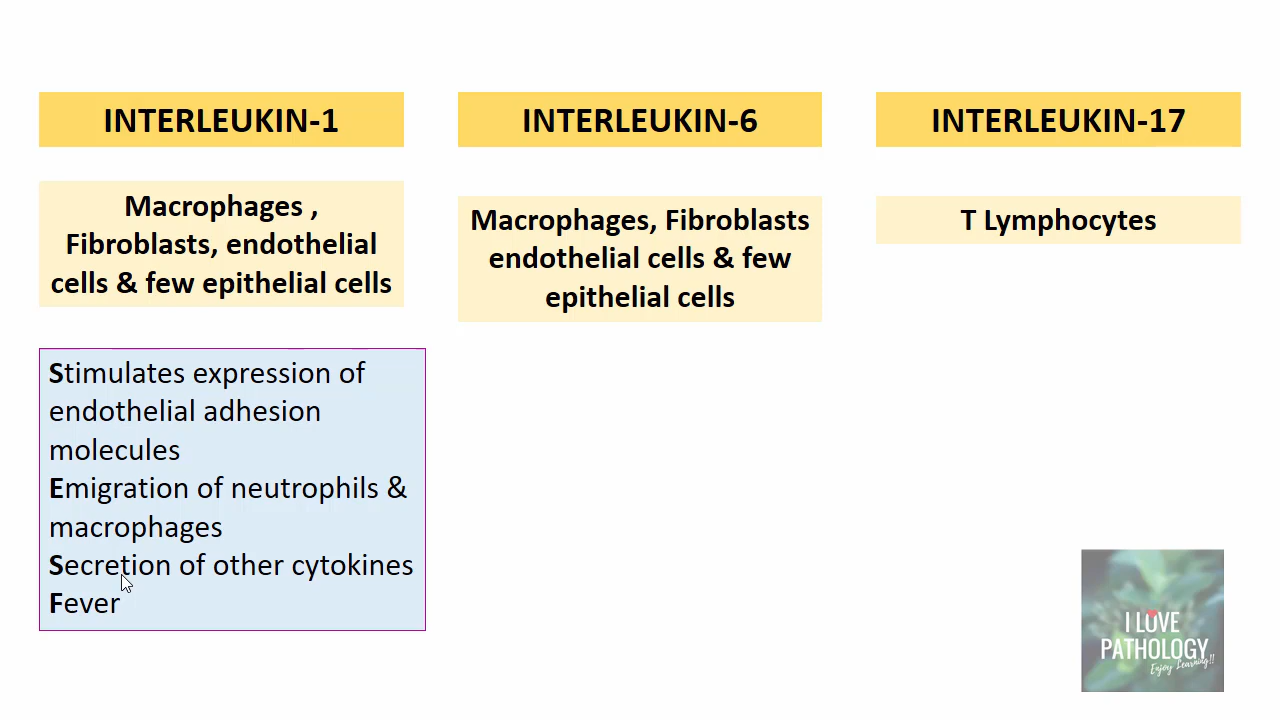 INTERLEUKIN-1
Macrophages ,
Fibroblasts, endothelial
cells & few epithelial cells
Stimulates expression of
endothelial adhesion
molecules
Emigration of neutrophils &
macrophages
Secretion of other cytokines
Fever
INTERLEUKIN-6
Macrophages, Fibroblasts
endothelial cells & few
epithelial cells
INTERLEUKIN-17
T Lymphocytes
I LOVE
PATHOLOGY
Enjoy Learning!!